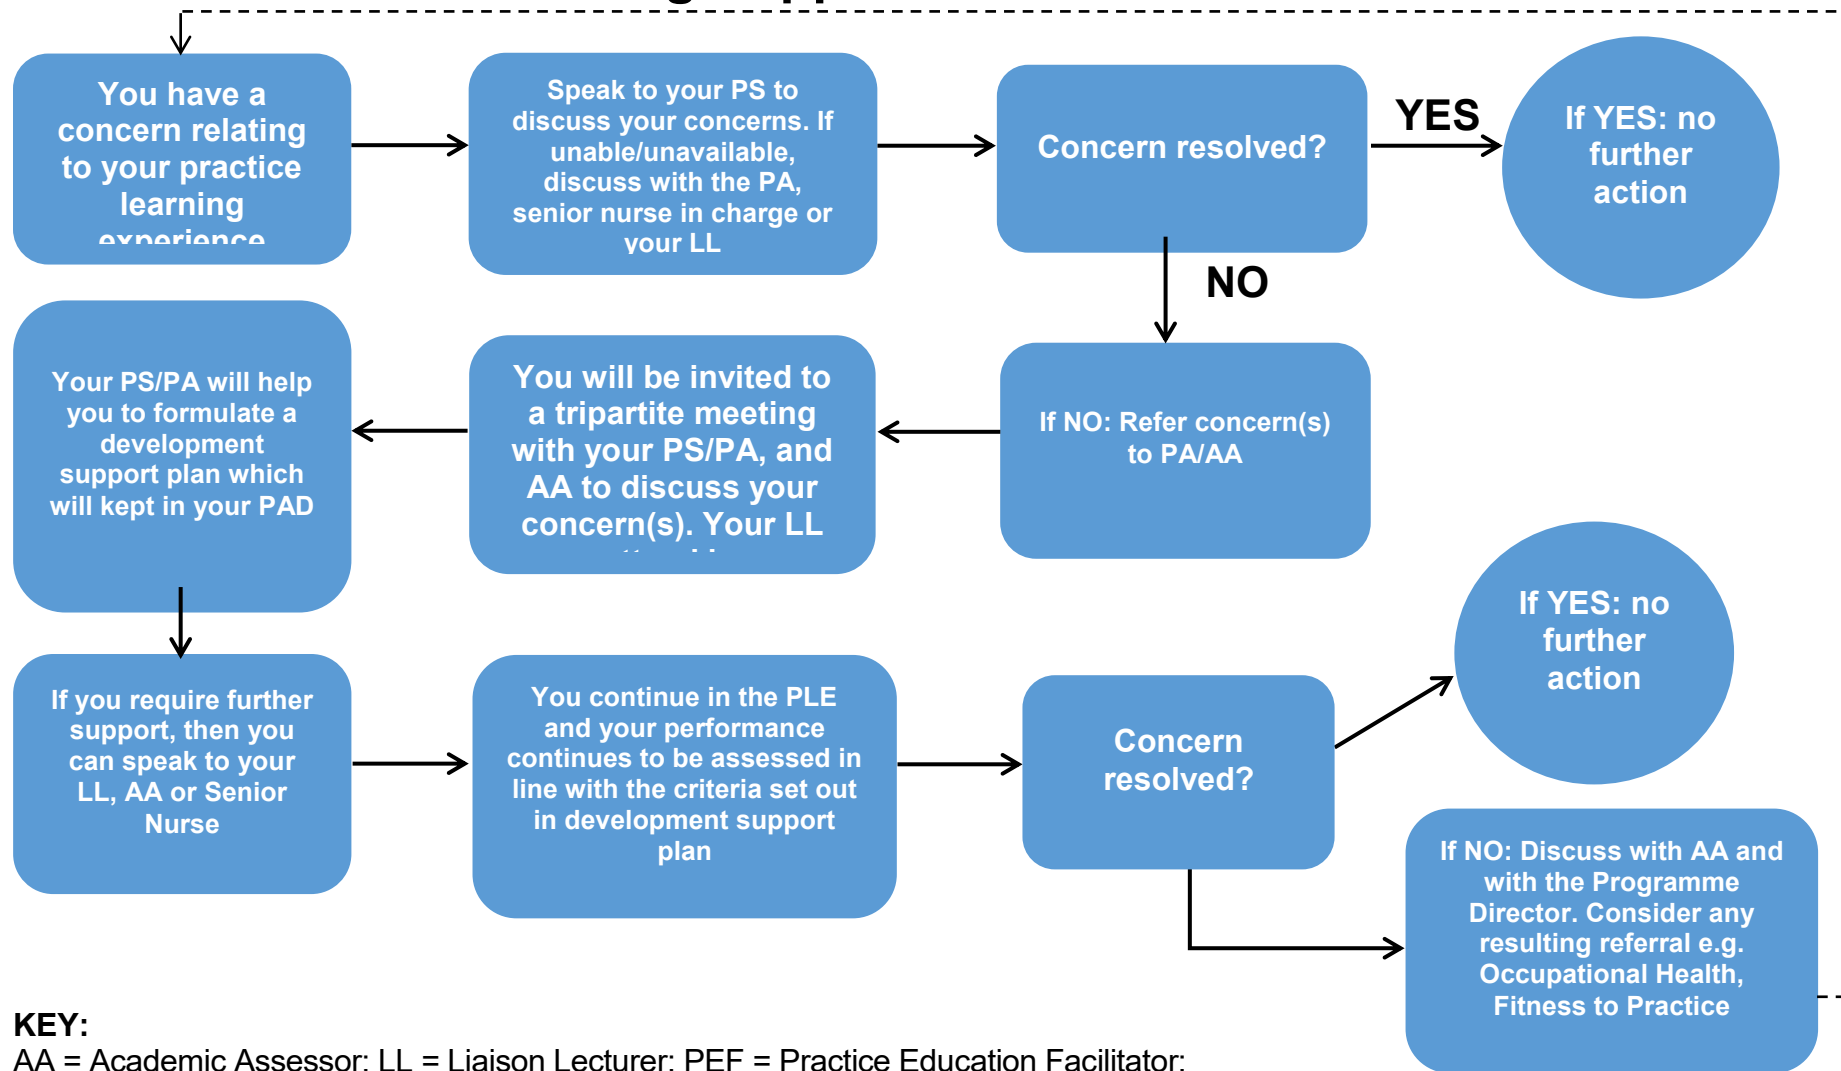 You have a
concern relating
to your practice
learning
experience
Speak to your PS to
discuss your concerns. If
unable/unavailable,
discuss with the PA,
senior nurse in charge or
your LL
Concern resolved?
YES
If YES: no
further
action
NO
If NO: Refer concern(s)
to PA/AA
You will be invited to
a tripartite meeting
with your PS/PA, and
AA to discuss your
concern(s). Your LL
Your PS/PA will help
you to formulate a
development
support plan which
will kept in your PAD
If you require further
support, then you
can speak to your
LL, AA or Senior
Nurse
You continue in the PLE
and your performance
continues to be assessed in
line with the criteria set out
in development support
plan
Concern
resolved?
If YES: no
further
action
If NO: Discuss with AA and
with the Programme
Director. Consider any
resulting referral e.g.
Occupational Health,
Fitness to Practice
KEY:
AA = Academic Assessor; LL = Liaison Lecturer; PEF = Practice Education Facilitator;